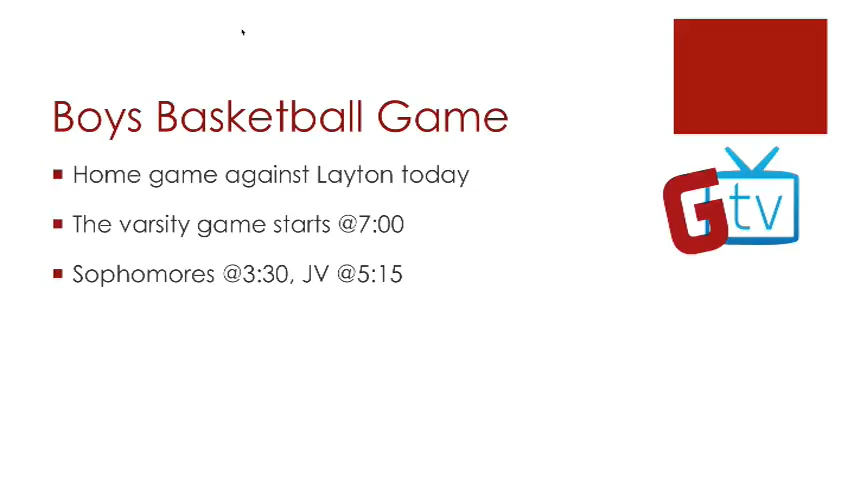 Boys Basketball Game
Home game against Layton today
The varsity game starts @7:00
Sophomores @3:30, JV @5:15
Gtv